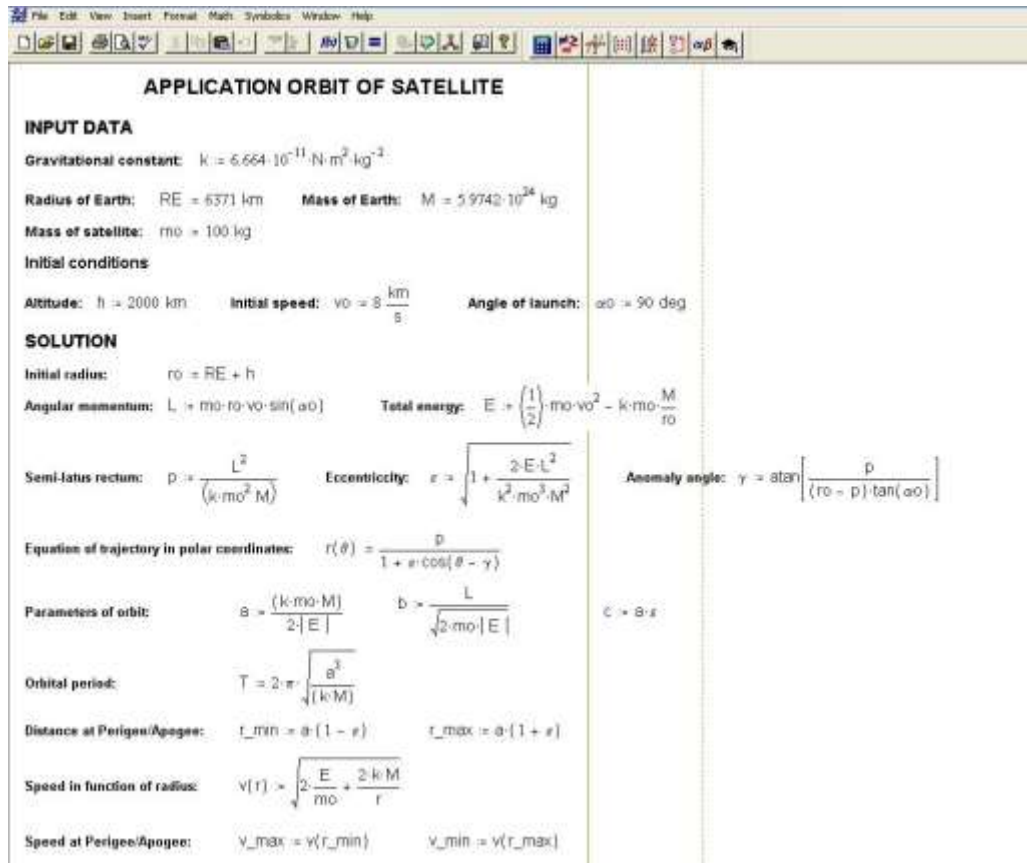 File Edit View Insert Format Math Symbolics Window Help
APPLICATION ORBIT OF SATELLITE
INPUT DATA
Gravitational constant: k := 6.664·10^-11·N·m^2·kg^-2
Radius of Earth: RE := 6371 km Mass of Earth: M := 5.9742·10^24 kg
Mass of satellite: mo := 100 kg
Initial conditions
Altitude: h := 2000 km Initial speed: vo := 8 km/s Angle of launch: αo := 90 deg
SOLUTION
Initial radius: ro := RE + h
Angular momentum: L := mo·ro·vo·sin(αo) Total energy: E := (1/2)·mo·vo^2 − k·mo·M/ro
Semi-latus rectum: p := L^2/(k·mo^2·M) Eccentriccity: ε := √(1 + 2·E·L^2/(k^2·mo^3·M^2)) Anomaly angle: γ := atan[p/((ro − p)·tan(αo))]
Equation of trajectory in polar coordinates: r(θ) := p/(1 + ε·cos(θ − γ))
Parameters of orbit: a := (k·mo·M)/(2·|E|) b := L/√(2·mo·|E|) c := a·ε
Orbital period: T := 2·π·√(a^3/(k·M))
Distance at Perigee/Apogee: r_min := a·(1 − ε) r_max := a·(1 + ε)
Speed in function of radius: v(r) := √(2·E/mo + 2·k·M/r)
Speed at Perigee/Apogee: v_max := v(r_min) v_min := v(r_max)